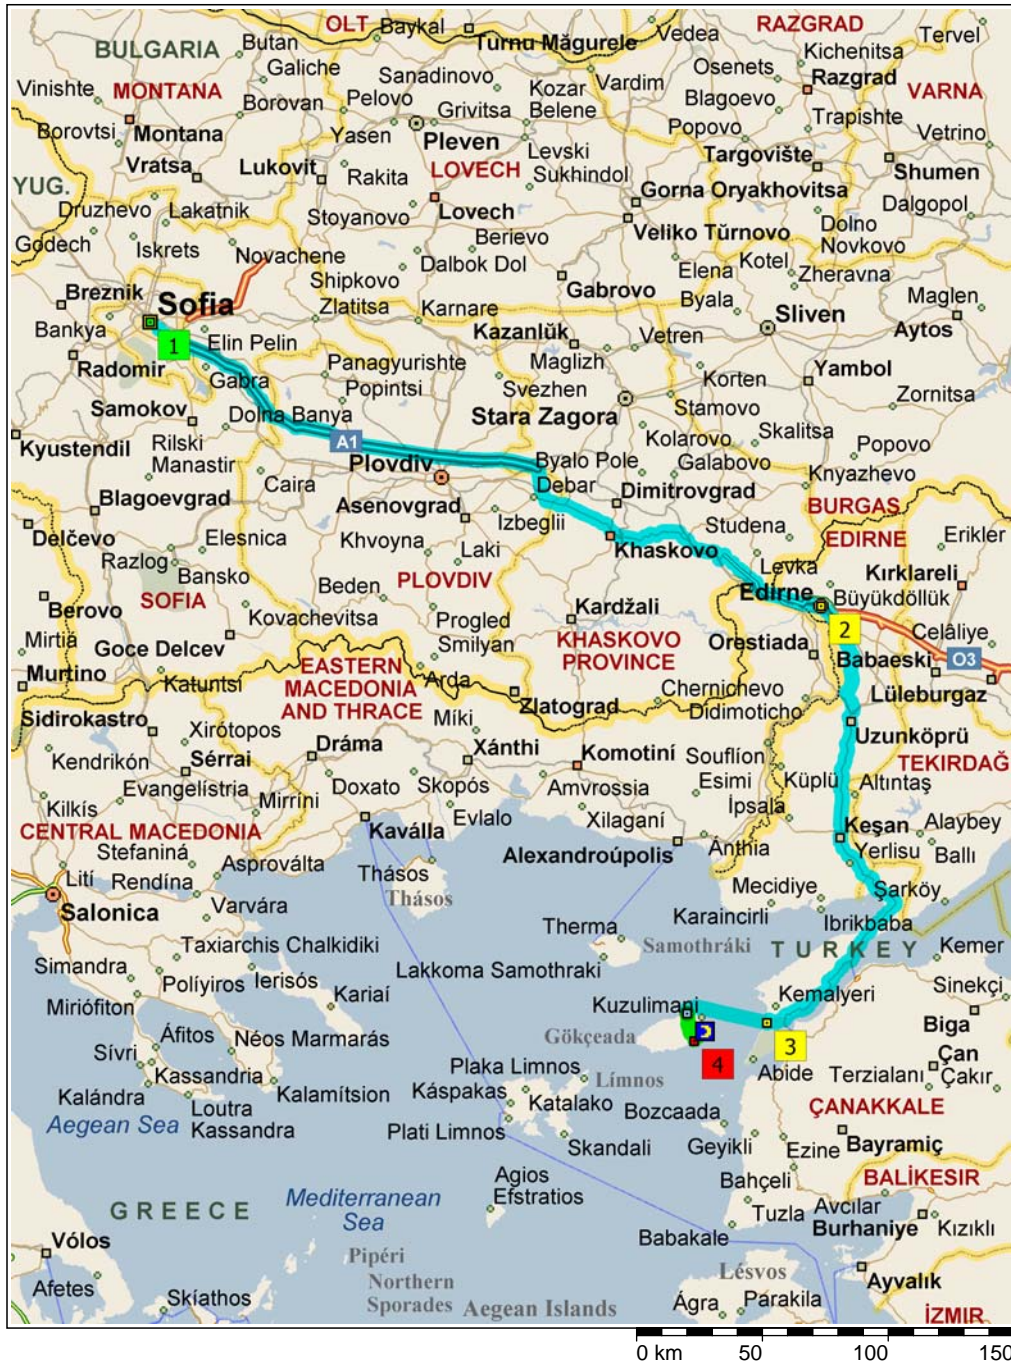 OLT
Baykal
Vedea
RAZGRAD
Tervel
BULGARIA
Butan
Turnu Măgurele
Kichenitsa
Galiche
Sanadinovo
Kozar
Belene
Vardim
Osenets
Razgrad
VARNA
Vinishte
MONTANA
Borovan
Pelovo
Grivitsa
Blagoevo
Trapishte
Borovtsi
Montana
Yasen
Pleven
Levski
Popovo
Vetrino
Vratsa
Lukovit
Rakita
LOVECH
Sukhindol
Targovište
Shumen
YUG.
Druzhevo
Lakatnik
Stoyanovo
Lovech
Gorna Oryakhovitsa
Dalgopol
Godech
Iskrets
Novachene
Berievo
Veliko Tŭrnovo
Dolno
Novkovo
Shipkovo
Dalbok Dol
Elena
Kotel
Zheravna
Breznik
Sofia
Zlatitsa
Karnare
Gabrovo
Byala
Maglen
Bankya
1
Elin Pelin
Kazanlŭk
Vetren
Sliven
Aytos
Radomir
Gabra
Panagyurishte
Maglizh
Korten
Yambol
Samokov
Popintsi
Svezhen
Stamovo
Zornitsa
Kyustendil
Dolna Banya
Stara Zagora
Rilski
Manastir
A1
Plovdiv
Kolarovo
Skalitsa
Popovo
Caira
Byalo Pole
Galabovo
Knyazhevo
Blagoevgrad
Asenovgrad
Debar
Dimitrovgrad
BURGAS
Delčevo
Elesnica
Izbeglii
Studena
EDIRNE
Erikler
Razlog
Khvoyna
Laki
Khaskovo
Levka
Kırklareli
Bansko
Beden
PLOVDIV
Edirne
Büyükdöllük
Berovo
SOFIA
Kovachevitsa
Progled
Kardžali
2
Celâliye
Mirtia
Goce Delcev
Smilyan
KHASKOVO
PROVINCE
Orestiada
Babaeski
O3
Murtino
Katuntsi
EASTERN
MACEDONIA
AND THRACE
Arda
Zlatograd
Chernichevo
Lüleburgaz
Sidirokastro
Xirótopos
Míki
Didimoticho
Uzunköprü
Kendrikón
Sérrai
Dráma
Xánthi
Komotiní
Souflíon
TEKIRDAĞ
Evangelístria
Doxato
Skopós
Amvrossia
Esimi
Küplü
Altıntaş
Kilkís
Mirríni
Evlalo
Xilaganí
İpsala
CENTRAL MACEDONIA
Kaválla
Keşan
Alaybey
Stefaniná
Asproválta
Alexandroúpolis
Ánthia
Yerlisu
Ballı
Lití
Rendína
Thásos
Thásos
Mecidiye
Şarköy
Salonica
Varvára
Therma
Karaincirli
Ibrikbaba
Taxiarchis Chalkidiki
Samothráki
TURKEY
Kemer
Simandra
Políyiros
Ierisós
Lakkoma Samothraki
Sinekçi
Miriófiton
Kariaí
Kuzulimani
Kemalyeri
Áfitos
Néos Marmarás
Gökçeada
3
Biga
Sívri
Plaka Limnos
4
Çan
Kassandria
Límnos
Abide
Terzialanı
Çakır
Kalándra
Kalamítsion
Káspakas
Katalako
Bozcaada
ÇANAKKALE
Aegean Sea
Loutra
Kassandra
Plati Limnos
Skandali
Geyikli
Ezine
Bayramiç
Agios
Efstratios
Bahçeli
BALİKESIR
GREECE
Mediterranean
Sea
Tuzla
Avcılar
Vólos
Babakale
Burhaniye
Kızıklı
Pipéri
Lésvos
Afetes
Northern
Sporades
Ayvalık
Skíathos
Aegean Islands
Ágra
Parakila
İZMIR
0 km 50 100 150